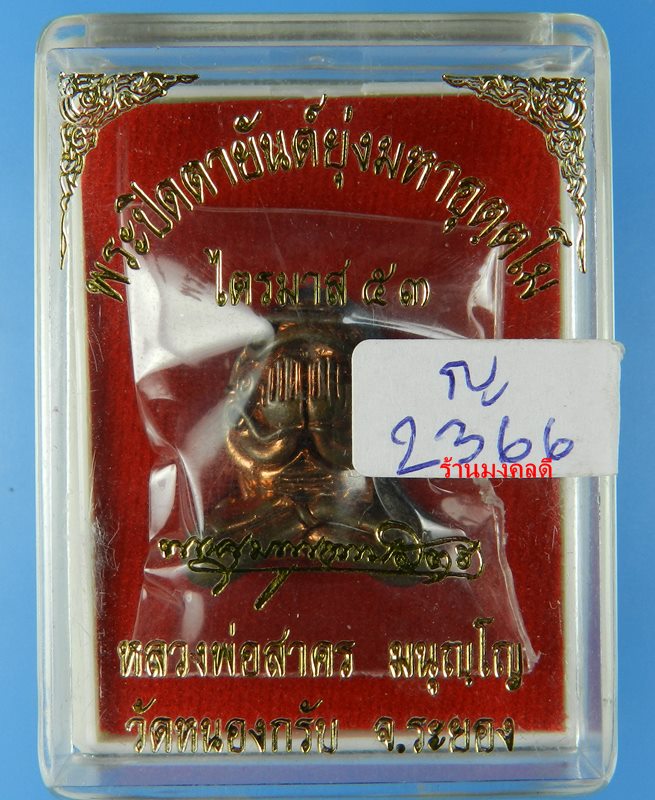 พระปิดตายันต์ยุ่งมหาอุตฺตโม
ไตรมาส ๕๓
ญ
2366
ร้านมงคลดี
หลวงพ่อสาคร มนุญฺโญ
วัดหนองกรับ จ.ระยอง